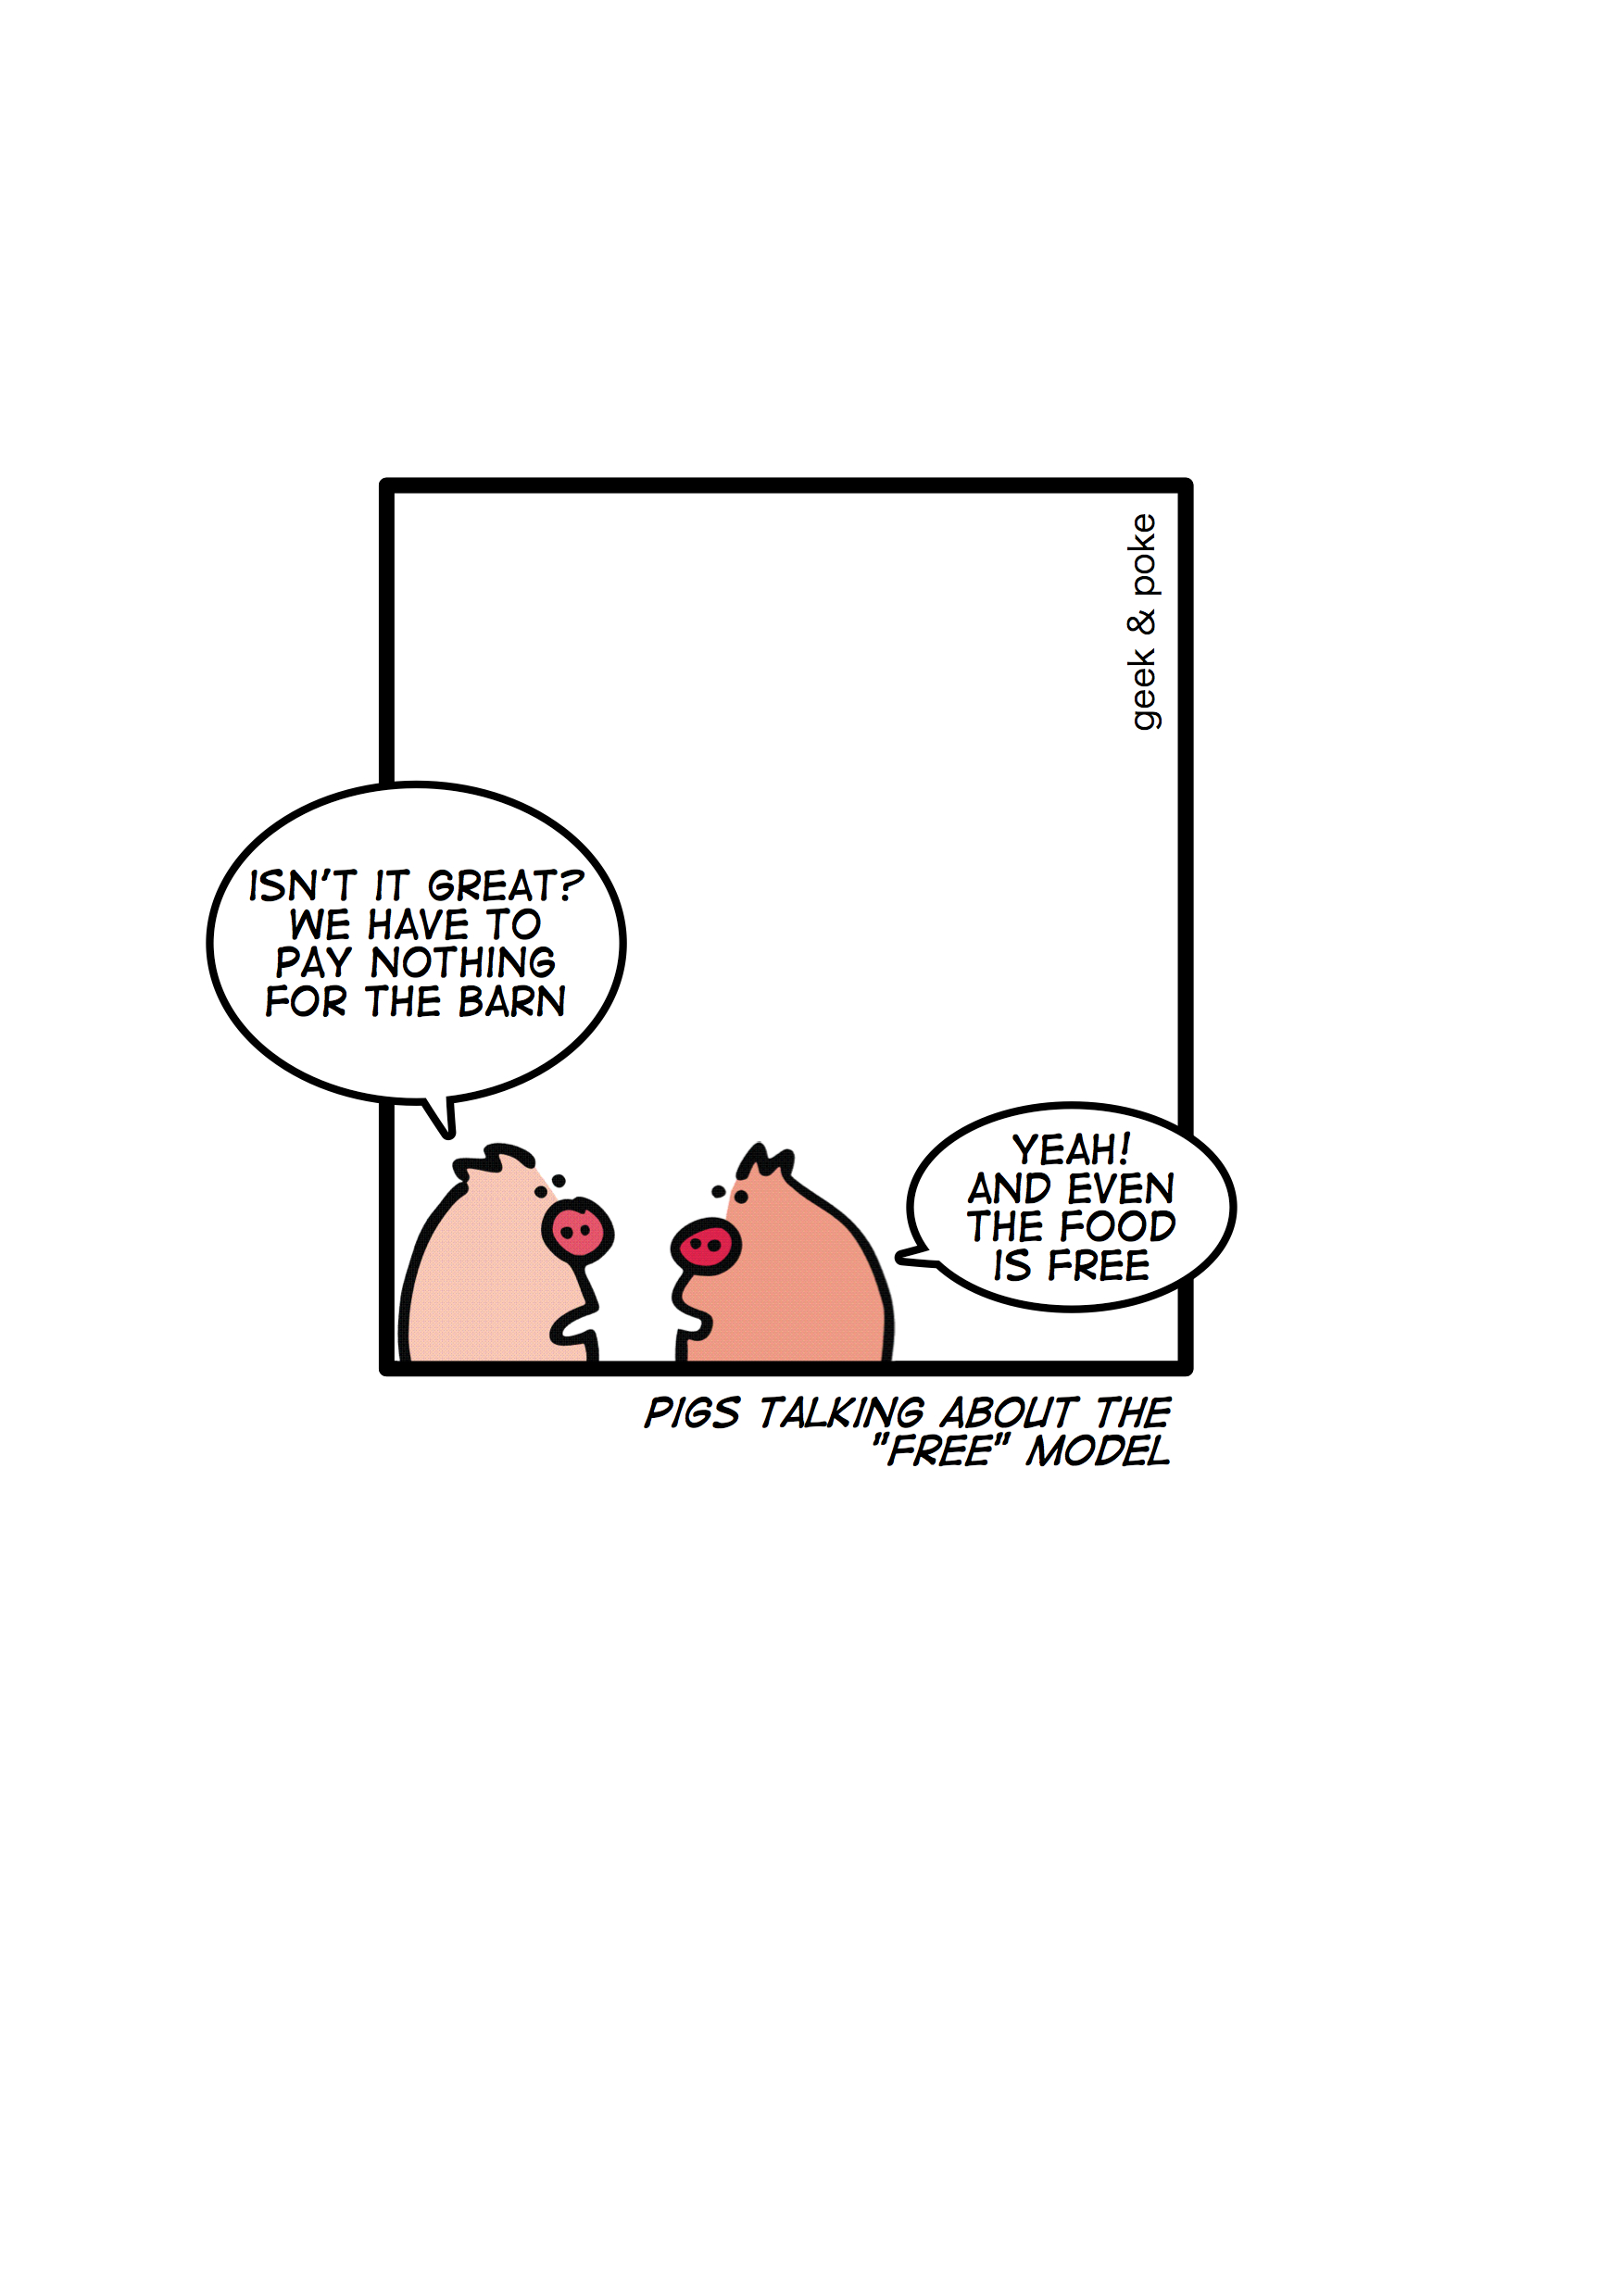 geek & poke
ISN'T IT GREAT?
WE HAVE TO
PAY NOTHING
FOR THE BARN
YEAH!
AND EVEN
THE FOOD
IS FREE
PIGS TALKING ABOUT THE
"FREE" MODEL